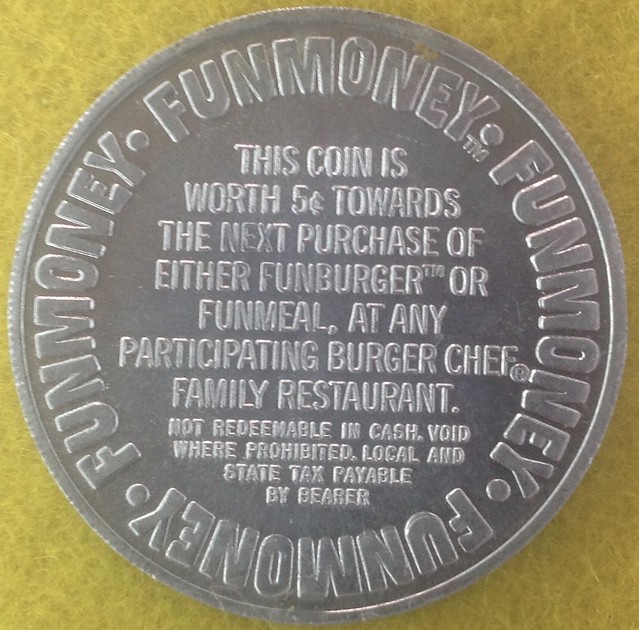 FUNMONEY™ • FUNMONEY • FUNMONEY • FUNMONEY •
THIS COIN IS
WORTH 5¢ TOWARDS
THE NEXT PURCHASE OF
EITHER FUNBURGER™ OR
FUNMEAL, AT ANY
PARTICIPATING BURGER CHEF®
FAMILY RESTAURANT.
NOT REDEEMABLE IN CASH. VOID
WHERE PROHIBITED. LOCAL AND
STATE TAX PAYABLE
BY BEARER